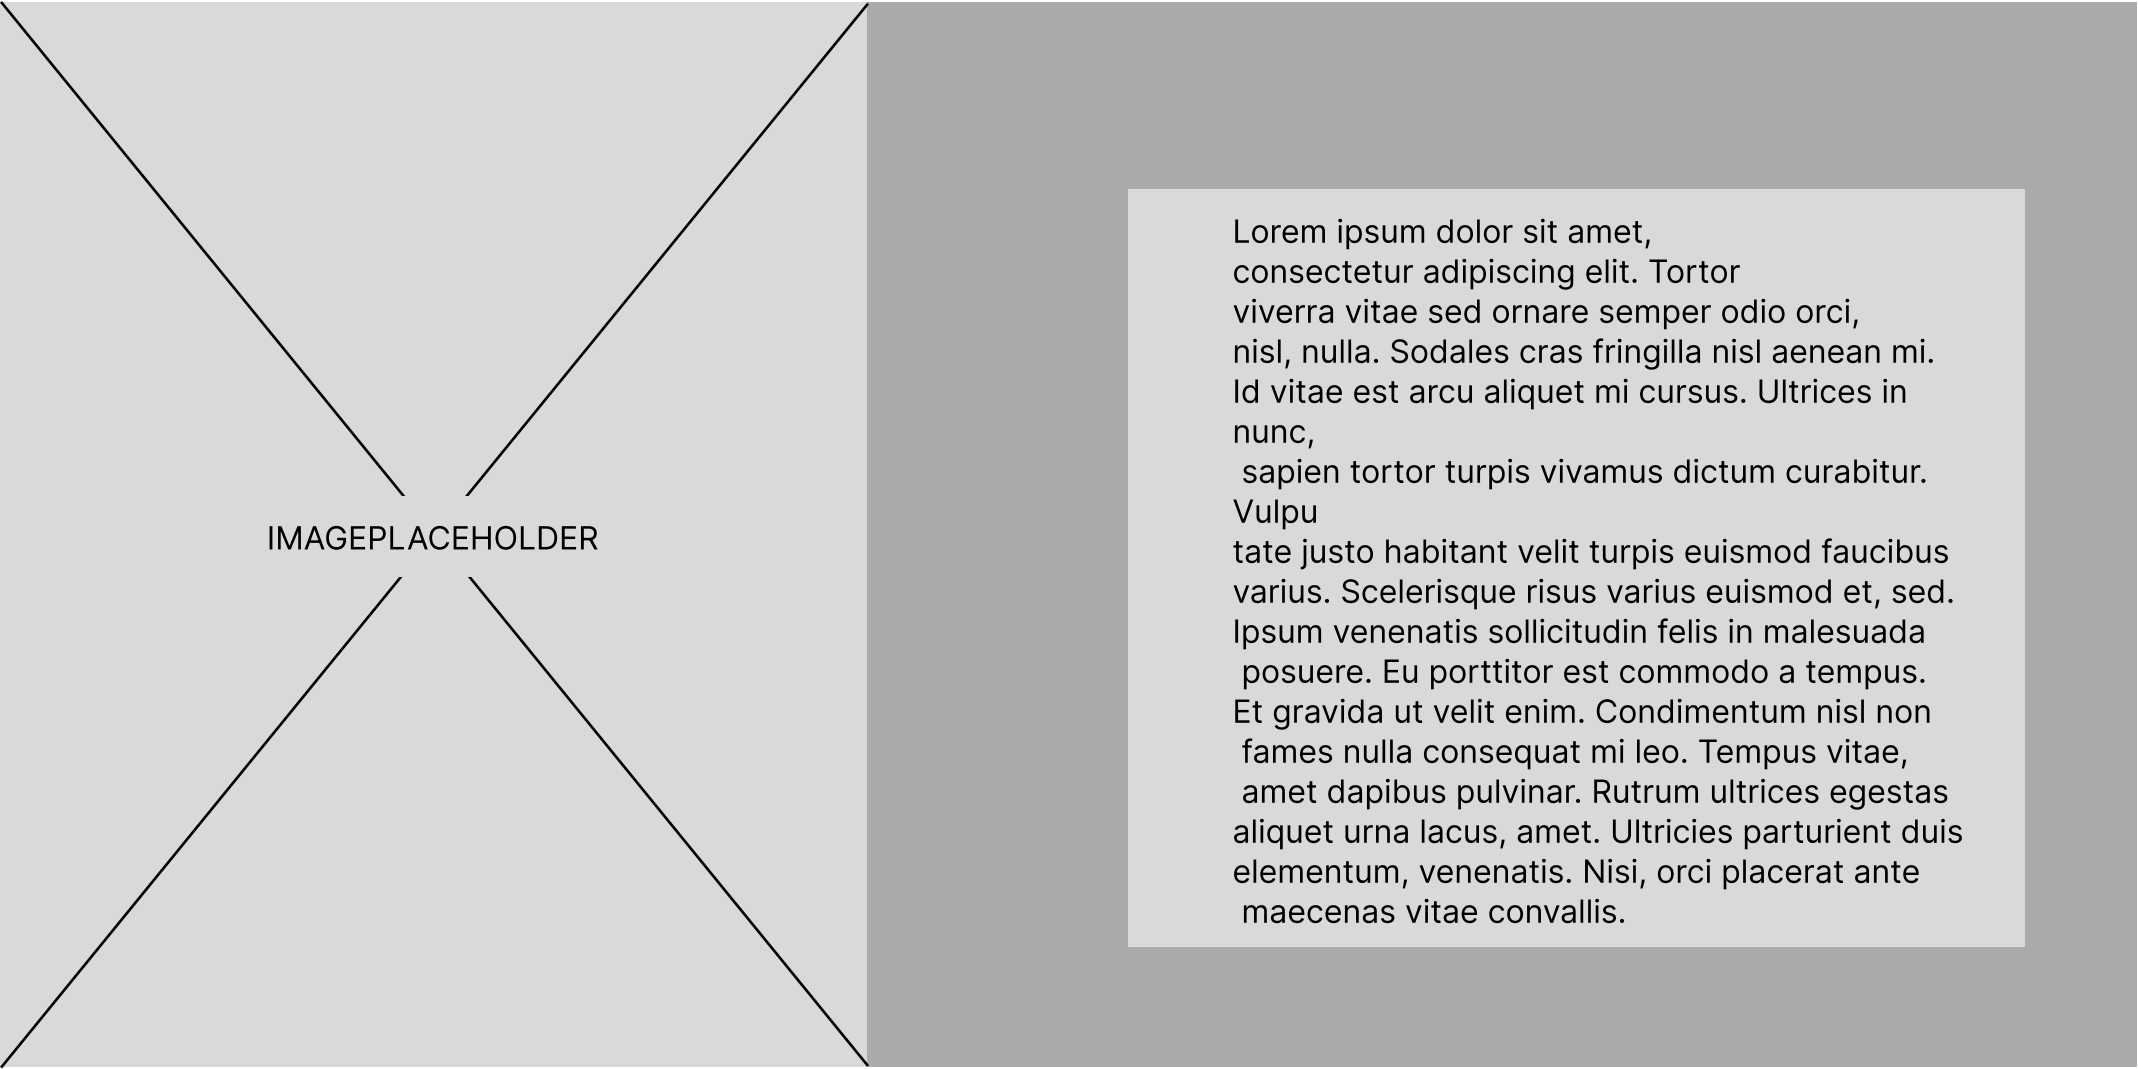 IMAGEPLACEHOLDER
Lorem ipsum dolor sit amet,
consectetur adipiscing elit. Tortor
viverra vitae sed ornare semper odio orci,
nisl, nulla. Sodales cras fringilla nisl aenean mi.
Id vitae est arcu aliquet mi cursus. Ultrices in
nunc,
sapien tortor turpis vivamus dictum curabitur.
Vulpu
tate justo habitant velit turpis euismod faucibus
varius. Scelerisque risus varius euismod et, sed.
Ipsum venenatis sollicitudin felis in malesuada
posuere. Eu porttitor est commodo a tempus.
Et gravida ut velit enim. Condimentum nisl non
fames nulla consequat mi leo. Tempus vitae,
amet dapibus pulvinar. Rutrum ultrices egestas
aliquet urna lacus, amet. Ultricies parturient duis
elementum, venenatis. Nisi, orci placerat ante
maecenas vitae convallis.